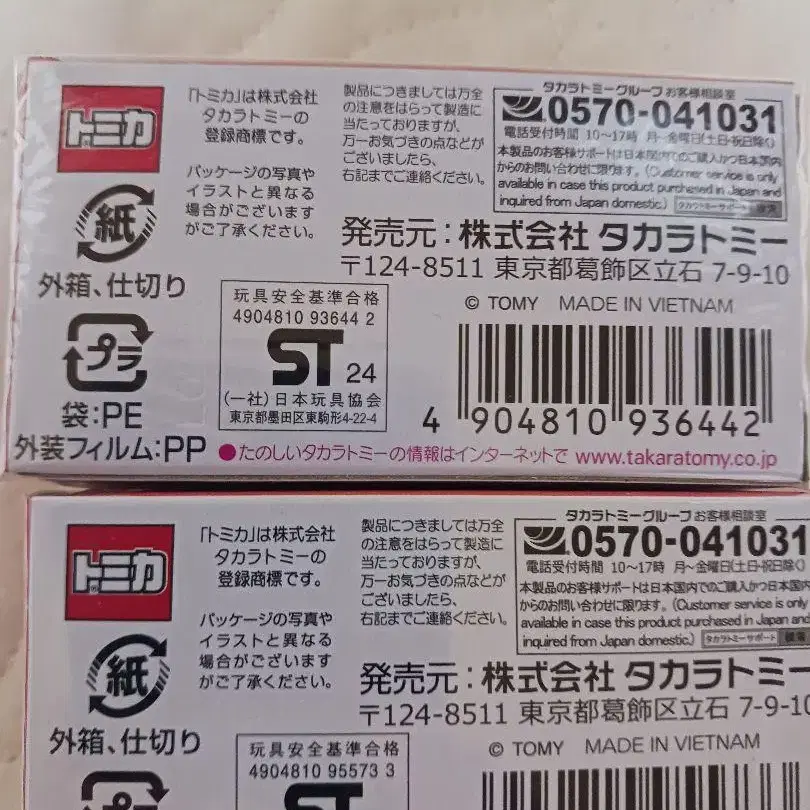 トミカ
「トミカ」は株式会社
タカラトミーの
登録商標です。
パッケージの写真や
イラストと異なる
場合がございます
がご了承ください。
製品につきましては万全
の注意をはらって製造に
当たっておりますが、
万一お気づきの点などが
ございましたら、
右記までご連絡ください。
タカラトミーグループ お客様相談室
0570-041031
電話受付時間 10〜17時 月〜金曜日(土・日・祝日除く)
本製品のお客様サポートは日本国内でのご購入かつ日本国内
からのお問い合わせに限ります。(Customer service is only
available in case this product purchased in Japan and
inquired from Japan domestic.) タカラトミーサポート 検索
発売元:株式会社 タカラトミー
〒124-8511 東京都葛飾区立石 7-9-10
紙
外箱、仕切り
プラ
袋:PE
外装フィルム:PP
玩具安全基準合格
4904810 93644 2
ST 24
(一社)日本玩具協会
東京都墨田区東駒形4-22-4
© TOMY MADE IN VIETNAM
4 904810 936442
●たのしいタカラトミーの情報はインターネットで www.takaratomy.co.jp
トミカ
「トミカ」は株式会社
タカラトミーの
登録商標です。
パッケージの写真や
イラストと異なる
場合がございます
がご了承ください。
製品につきましては万全
の注意をはらって製造に
当たっておりますが、
万一お気づきの点などが
ございましたら、
右記までご連絡ください。
タカラトミーグループ お客様相談室
0570-041031
電話受付時間 10〜17時 月〜金曜日(土・日・祝日除く)
本製品のお客様サポートは日本国内でのご購入かつ日本国内
からのお問い合わせに限ります。(Customer service is only
available in case this product purchased in Japan and
inquired from Japan domestic.) タカラトミーサポート 検索
発売元:株式会社 タカラトミー
〒124-8511 東京都葛飾区立石 7-9-10
紙
外箱、仕切り
玩具安全基準合格
4904810 95573 3
ST
© TOMY MADE IN VIETNAM